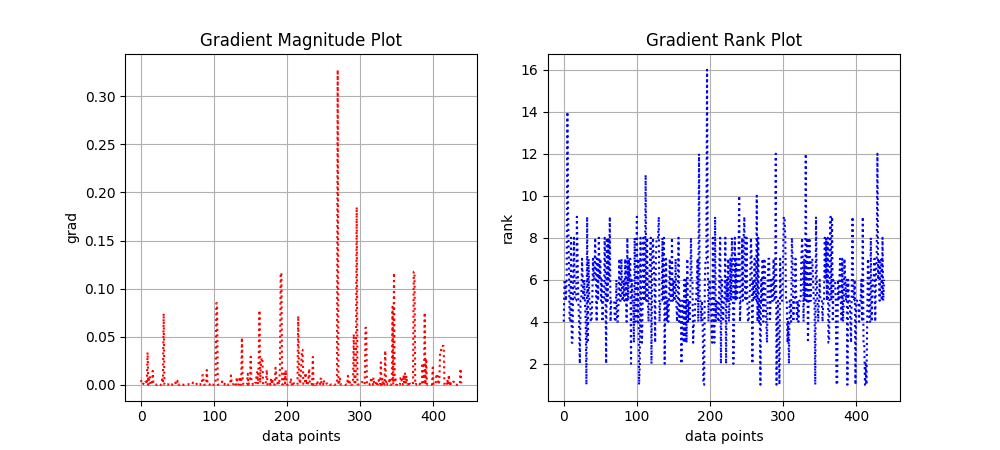 Gradient Magnitude Plot
grad
0.30
0.25
0.20
0.15
0.10
0.05
0.00
0 100 200 300 400
data points
Gradient Rank Plot
rank
16
14
12
10
8
6
4
2
0 100 200 300 400
data points